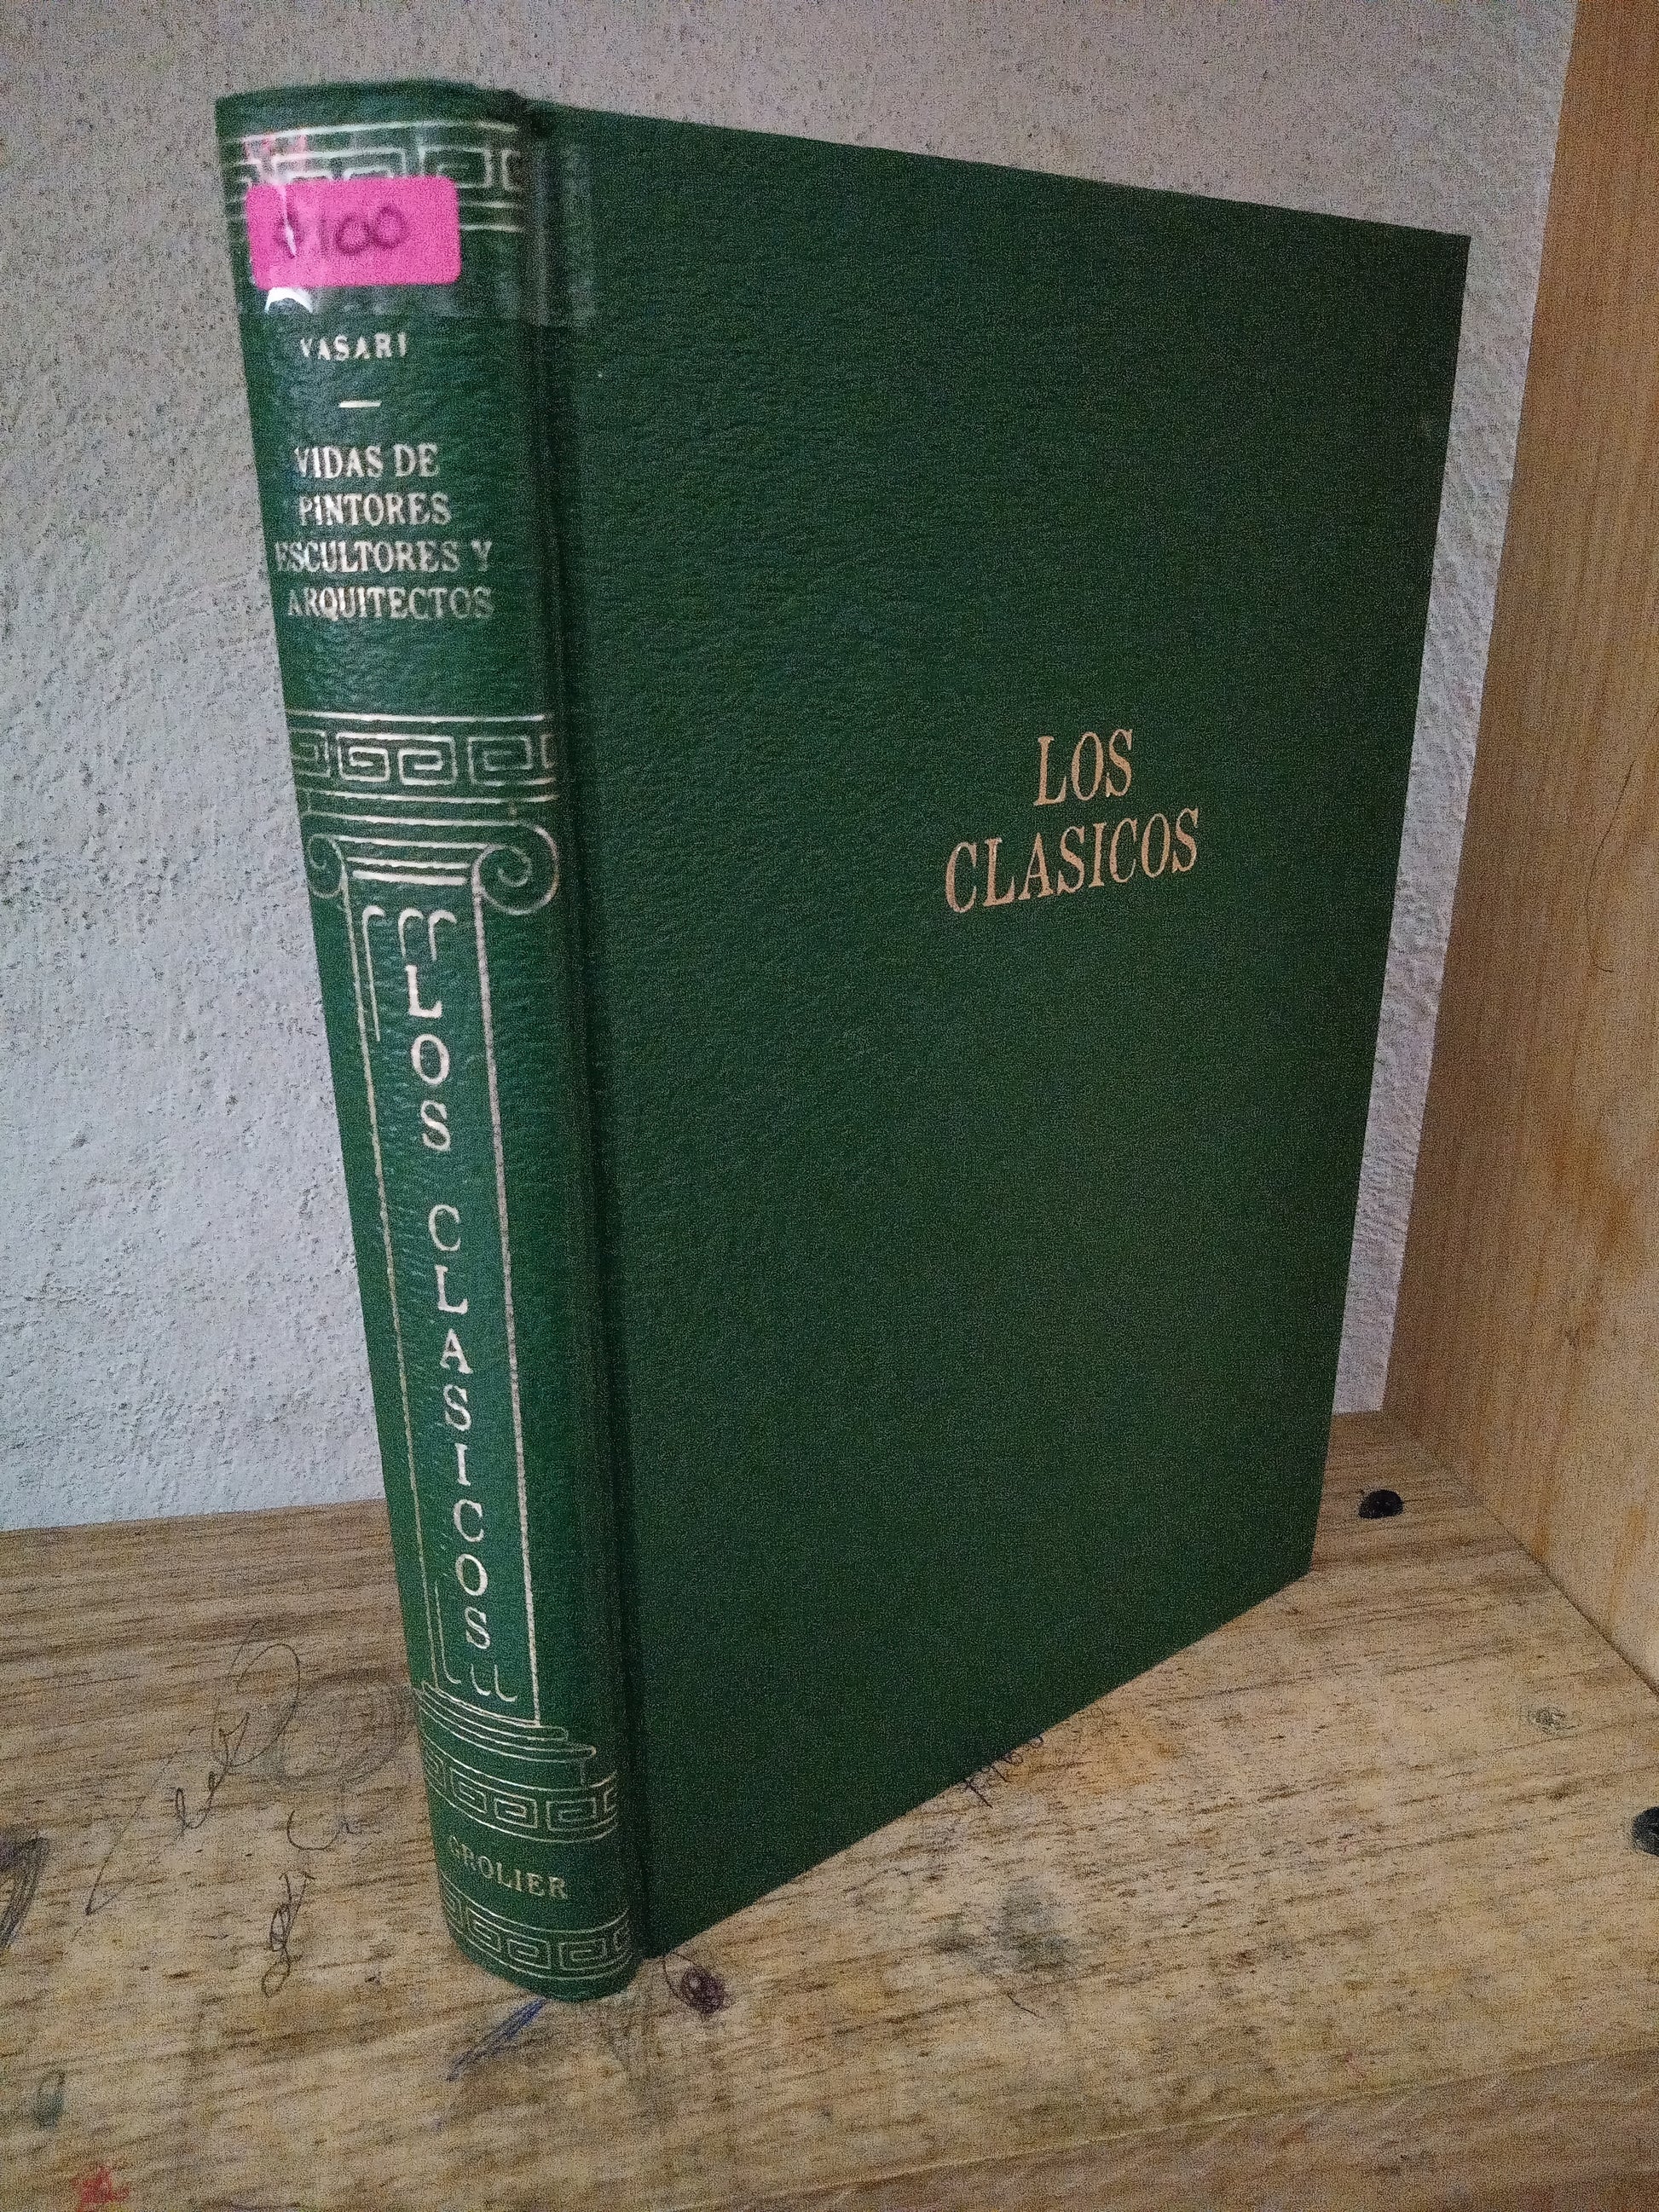 $100
VASARI
VIDAS DE
PINTORES
ESCULTORES Y
ARQUITECTOS
LOS CLASICOS
GROLIER
LOS
CLASICOS